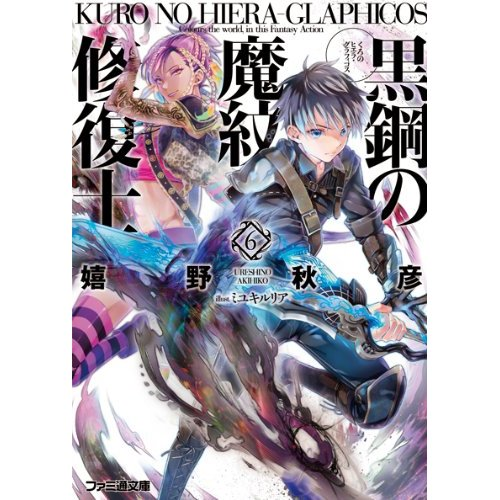 KURO NO HIERA-GLAPHICOS
Colours the world, in this Fantasy Action
黒鋼の
くろの
ヒエラ・
グラフィコス
魔紋
修復士
6
嬉野秋彦
URESHINO
AKIHIKO
illust. ミユキルリア
ファミ通文庫